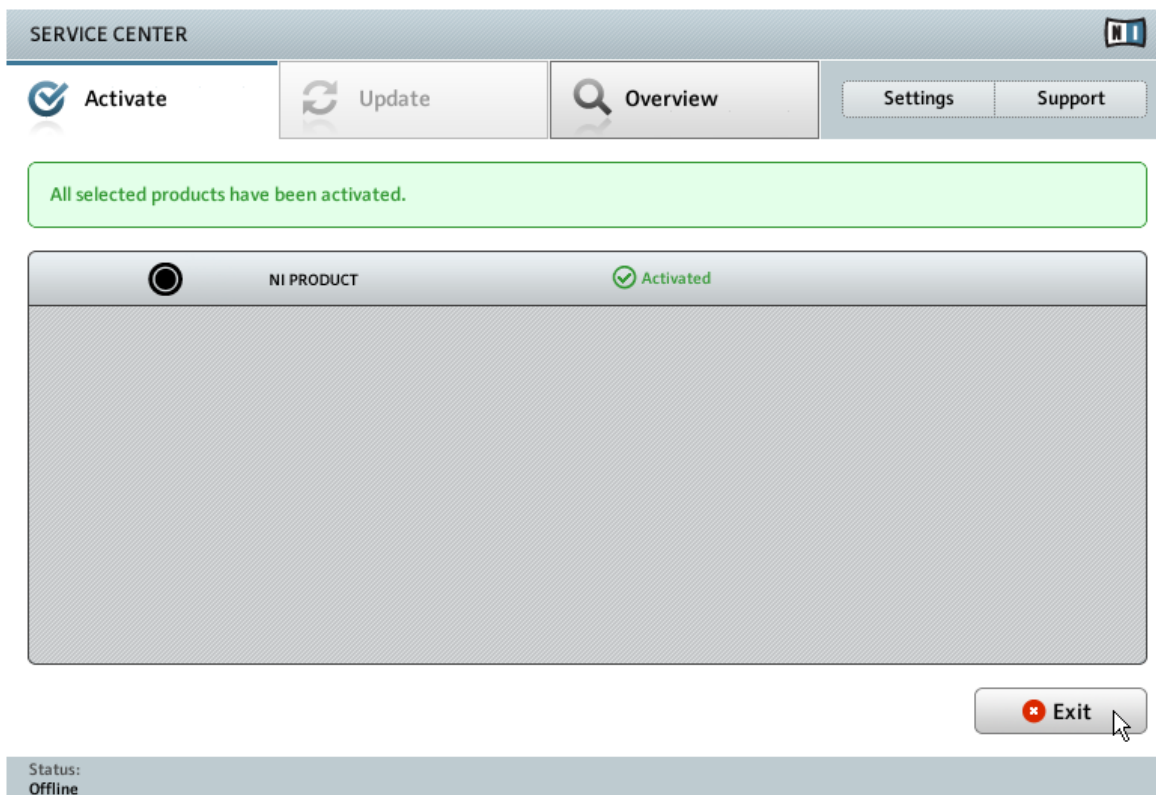 SERVICE CENTER
NI
Activate
Update
Overview
Settings
Support
All selected products have been activated.
NI PRODUCT
Activated
Exit
Status:
Offline